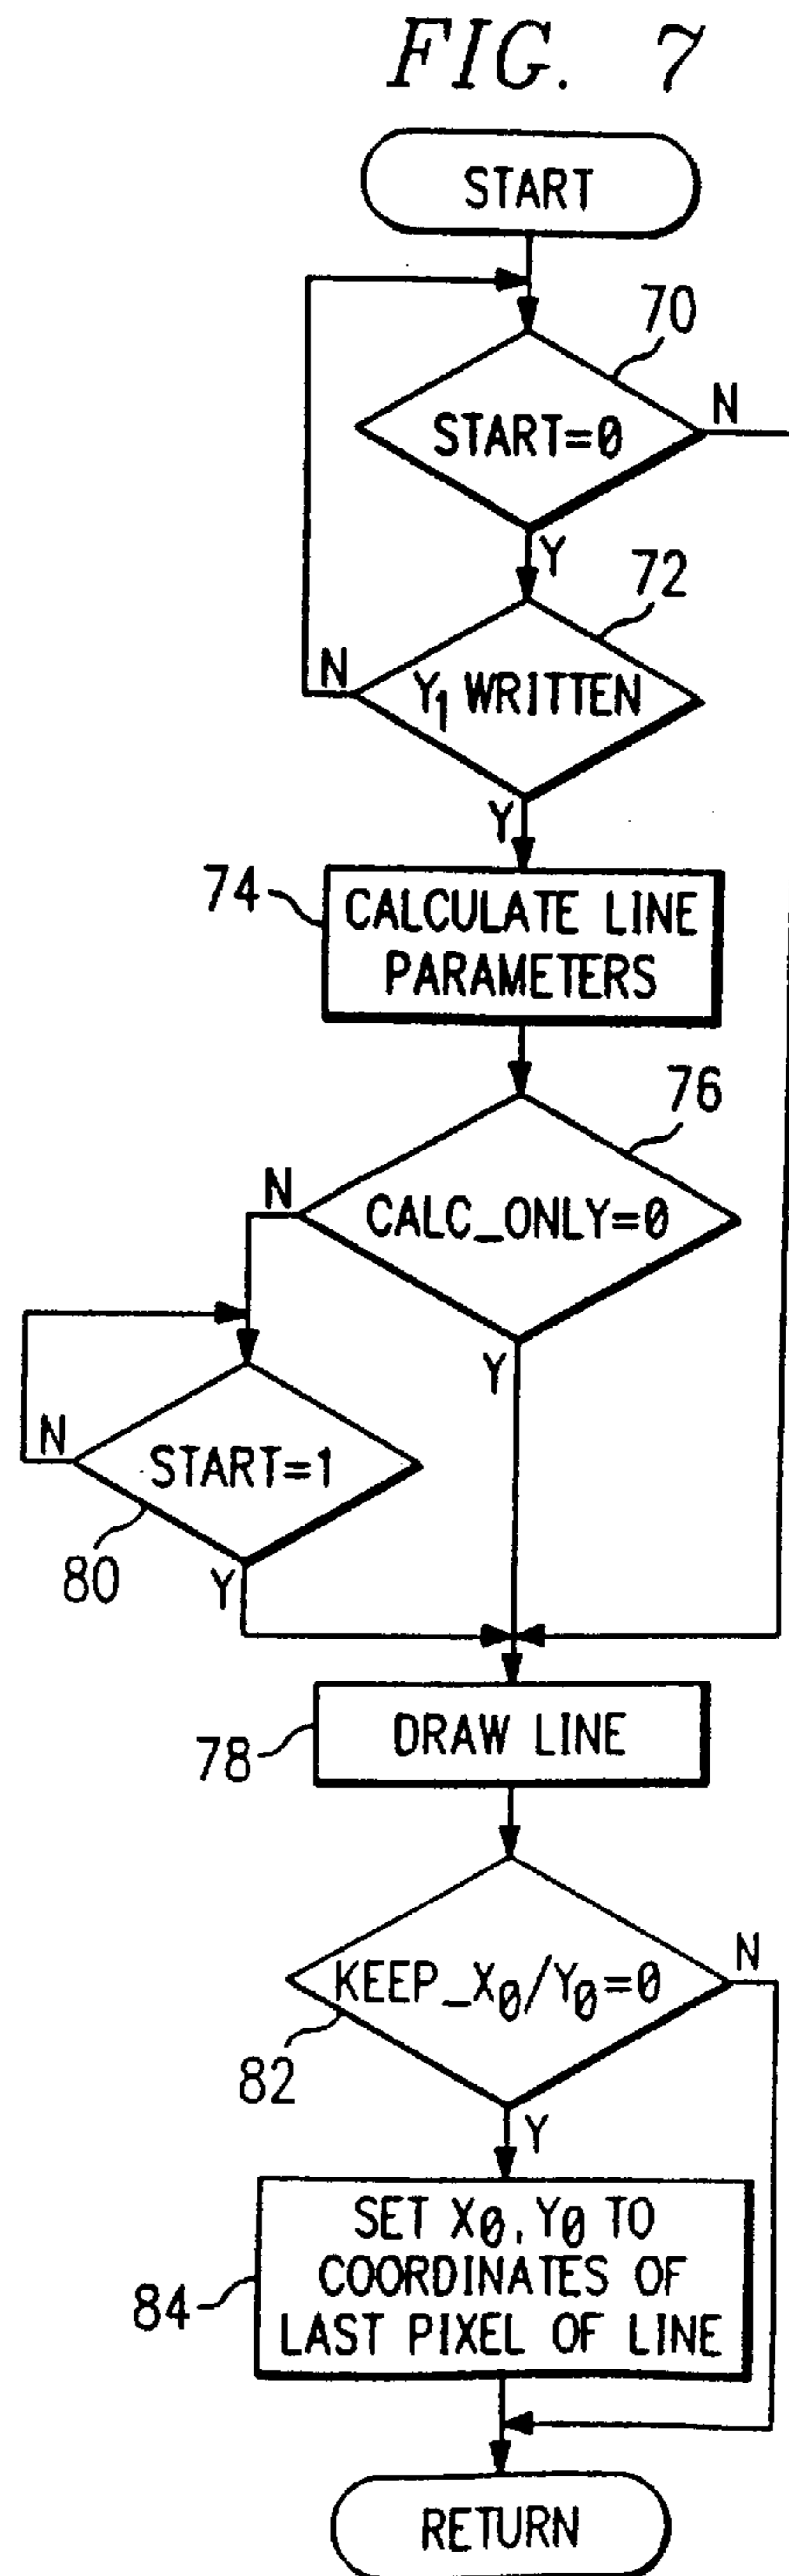 FIG. 7
START
70
START=0
N
Y
72
N
Y1 WRITTEN
Y
74
CALCULATE LINE
PARAMETERS
76
N
CALC_ONLY=0
Y
N
START=1
80
Y
78
DRAW LINE
KEEP_X0/Y0=0
N
82
Y
SET X0,Y0 TO
COORDINATES OF
LAST PIXEL OF LINE
84
RETURN